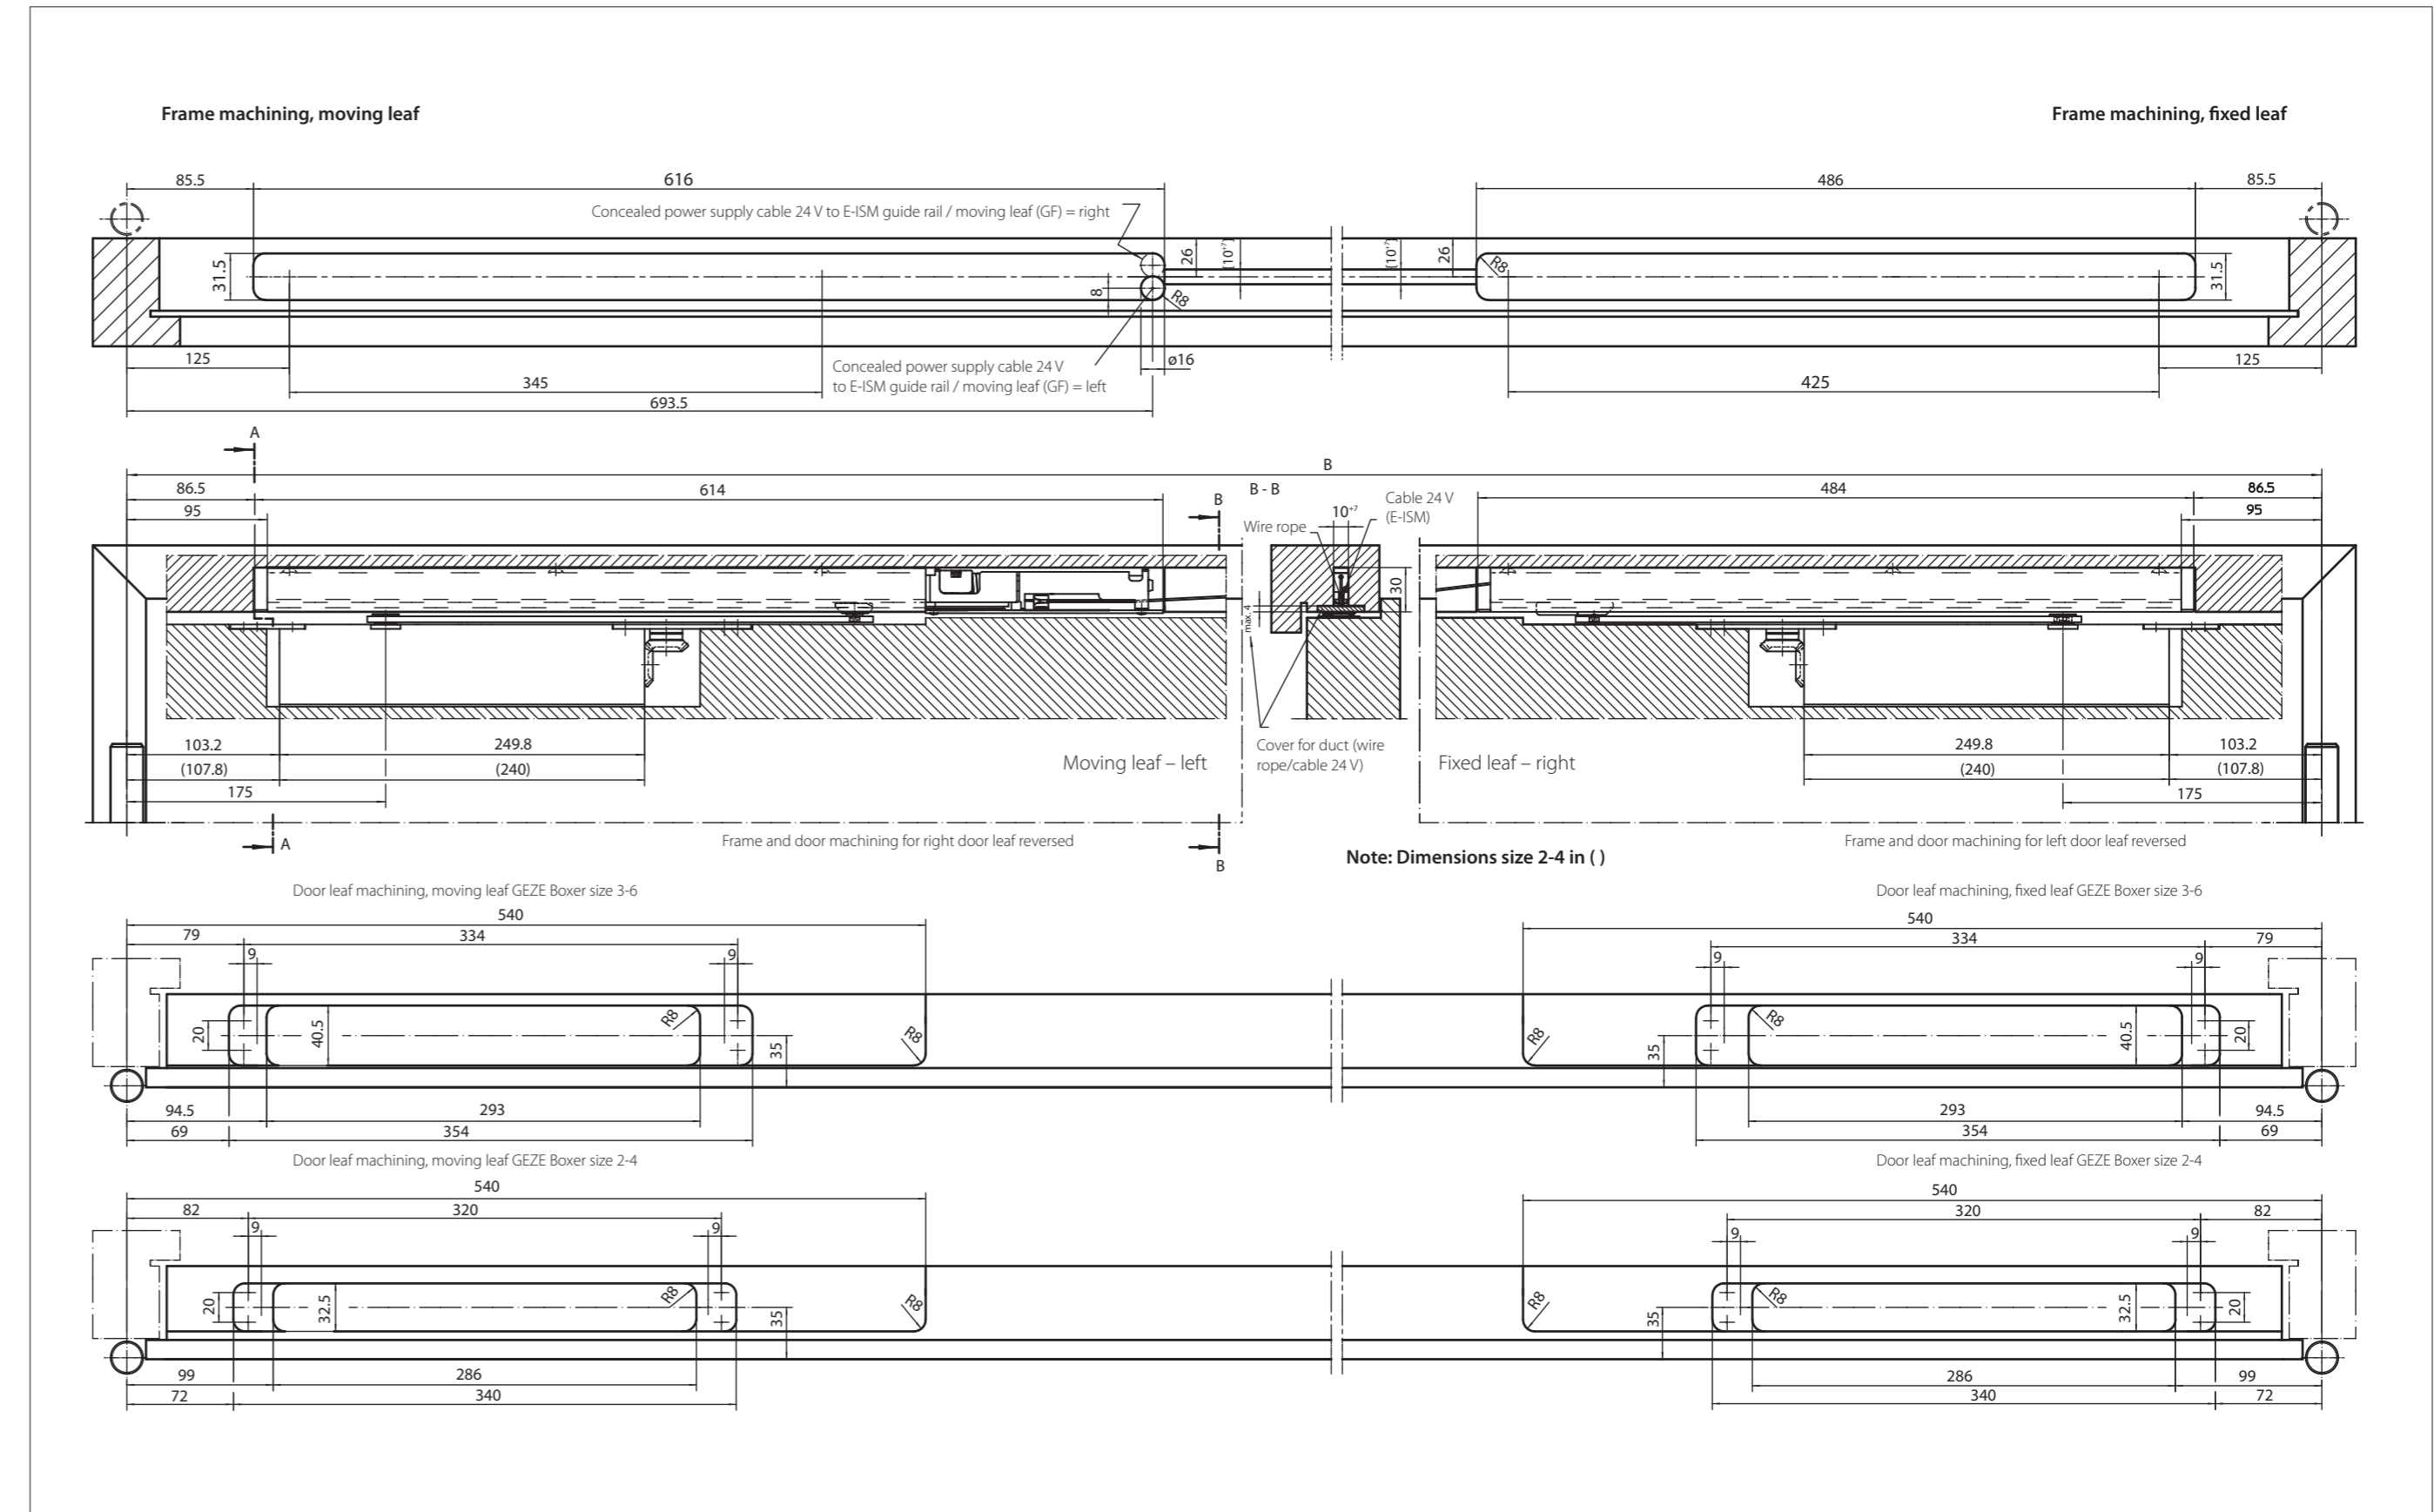 Frame machining, moving leaf
Frame machining, fixed leaf
85.5
616
486
85.5
Concealed power supply cable 24 V to E-ISM guide rail / moving leaf (GF) = right
31.5
26
(10⁺⁷)
(10⁺⁷)
26
R8
31.5
8
R8
125
Concealed power supply cable 24 V
to E-ISM guide rail / moving leaf (GF) = left
ø16
125
345
425
693.5
A
B
86.5
614
B
B - B
Cable 24 V
(E-ISM)
484
86.5
95
Wire rope
10⁺⁷
95
30
max. 4
103.2
249.8
Moving leaf – left
Cover for duct (wire
rope/cable 24 V)
Fixed leaf – right
249.8
103.2
(107.8)
(240)
(240)
(107.8)
175
175
A
Frame and door machining for right door leaf reversed
B
Frame and door machining for left door leaf reversed
Note: Dimensions size 2-4 in ( )
Door leaf machining, moving leaf GEZE Boxer size 3-6
Door leaf machining, fixed leaf GEZE Boxer size 3-6
540
540
79
334
334
79
9
9
9
9
20
40.5
R8
35
R8
R8
35
R8
40.5
20
94.5
293
293
94.5
69
354
354
69
Door leaf machining, moving leaf GEZE Boxer size 2-4
Door leaf machining, fixed leaf GEZE Boxer size 2-4
540
540
82
320
320
82
9
9
9
9
20
32.5
R8
35
R8
R8
35
R8
32.5
20
99
286
286
99
72
340
340
72